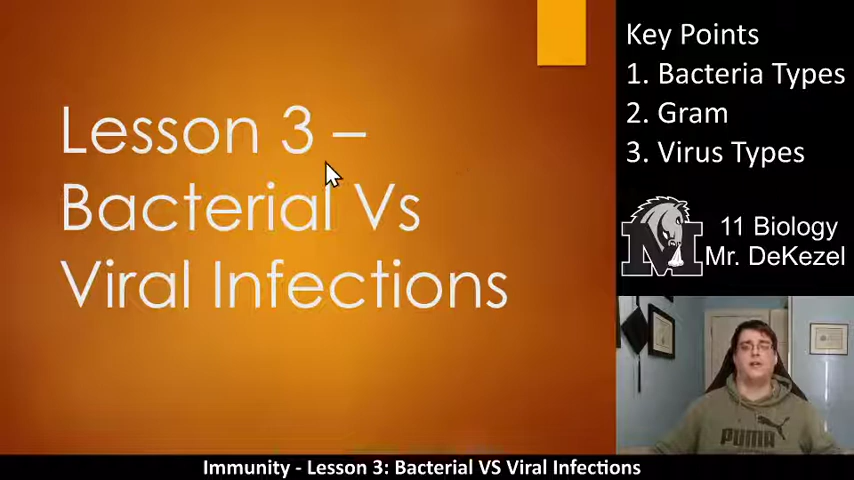 Lesson 3 –
Bacterial Vs
Viral Infections
Key Points
1. Bacteria Types
2. Gram
3. Virus Types
M
11 Biology
Mr. DeKezel
PUMA
Immunity - Lesson 3: Bacterial VS Viral Infections